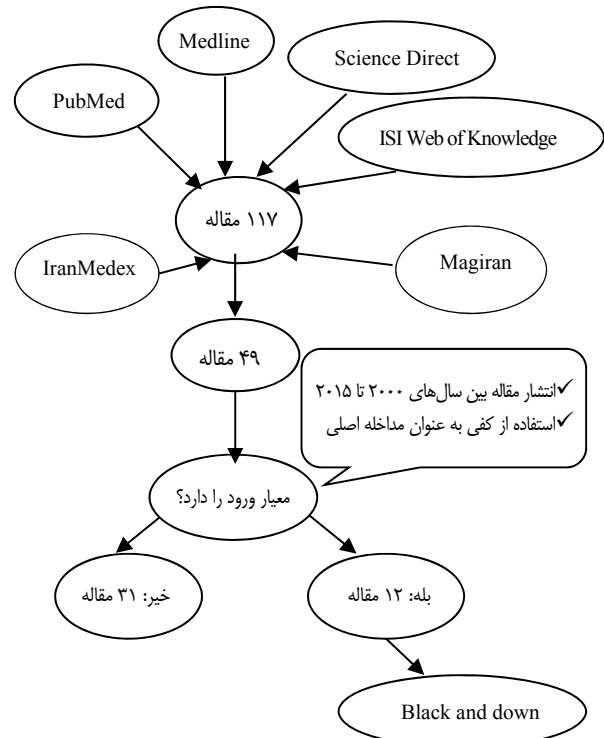 Medline
Science Direct
PubMed
ISI Web of Knowledge
۱۱۷ مقاله
IranMedex
Magiran
۴۹ مقاله
✓انتشار مقاله بین سال‌های ۲۰۰۰ تا ۲۰۱۵
✓استفاده از کفی به عنوان مداخله اصلی
معیار ورود را دارد؟
خیر: ۳۱ مقاله
بله: ۱۲ مقاله
Black and down